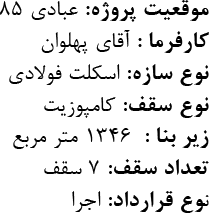 موقعیت پروژه: عبادی ۸۵
کارفرما : آقای پهلوان
نوع سازه: اسکلت فولادی
نوع سقف: کامپوزیت
زیر بنا : ۱۳۴۶ متر مربع
تعداد سقف: ۷ سقف
نوع قرارداد: اجرا